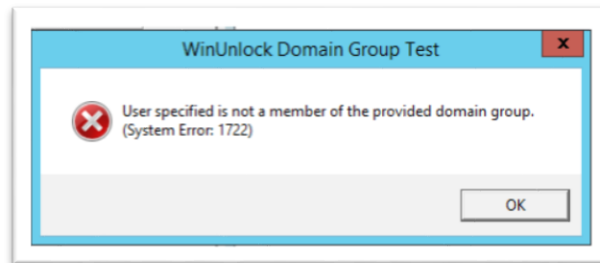 WinUnlock Domain Group Test
x
User specified is not a member of the provided domain group.
(System Error: 1722)
OK